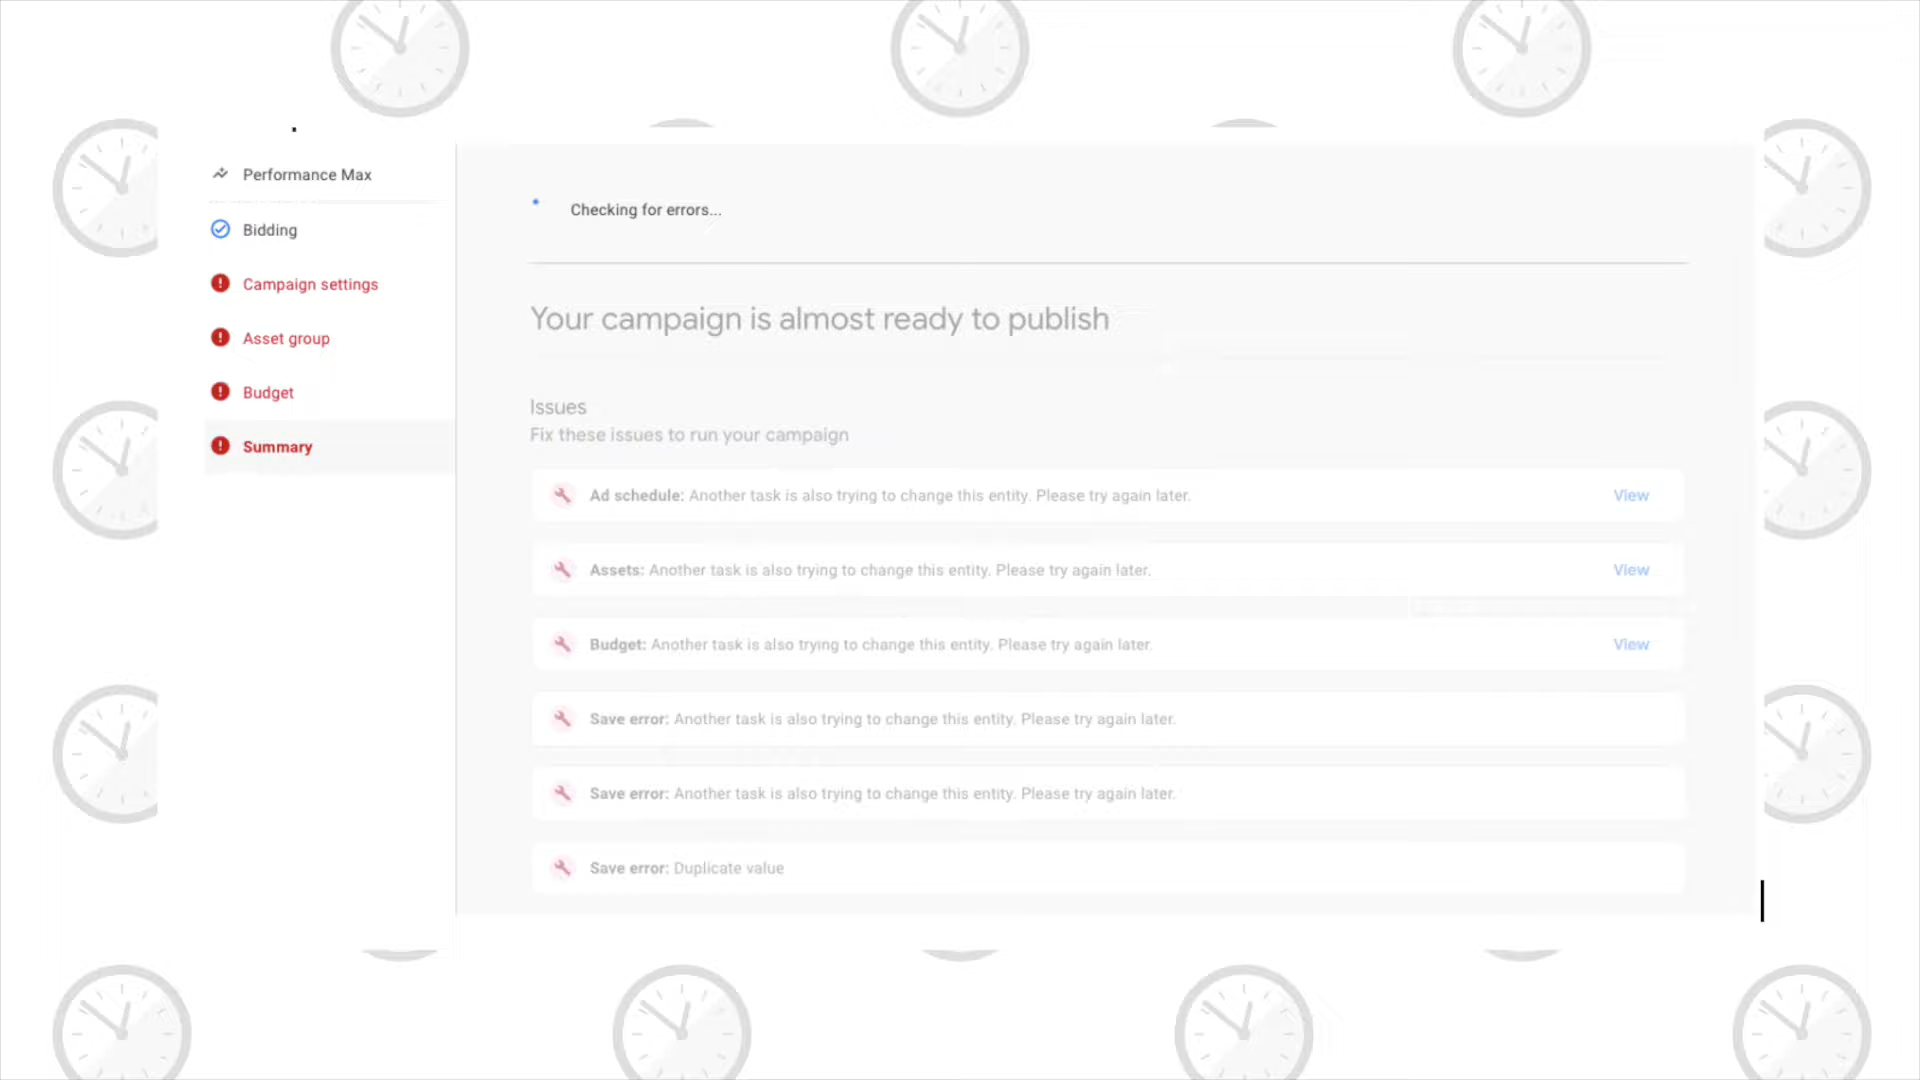 Performance Max
Bidding
Campaign settings
Asset group
Budget
Summary
Checking for errors...
Your campaign is almost ready to publish
Issues
Fix these issues to run your campaign
Ad schedule: Another task is also trying to change this entity. Please try again later. View
Assets: Another task is also trying to change this entity. Please try again later. View
Budget: Another task is also trying to change this entity. Please try again later. View
Save error: Another task is also trying to change this entity. Please try again later.
Save error: Another task is also trying to change this entity. Please try again later.
Save error: Duplicate value